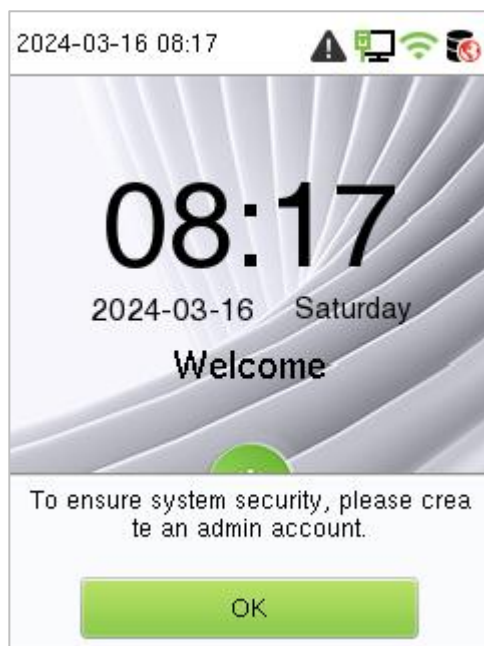 2024-03-16 08:17
08:17
2024-03-16 Saturday
Welcome
To ensure system security, please crea
te an admin account.
OK